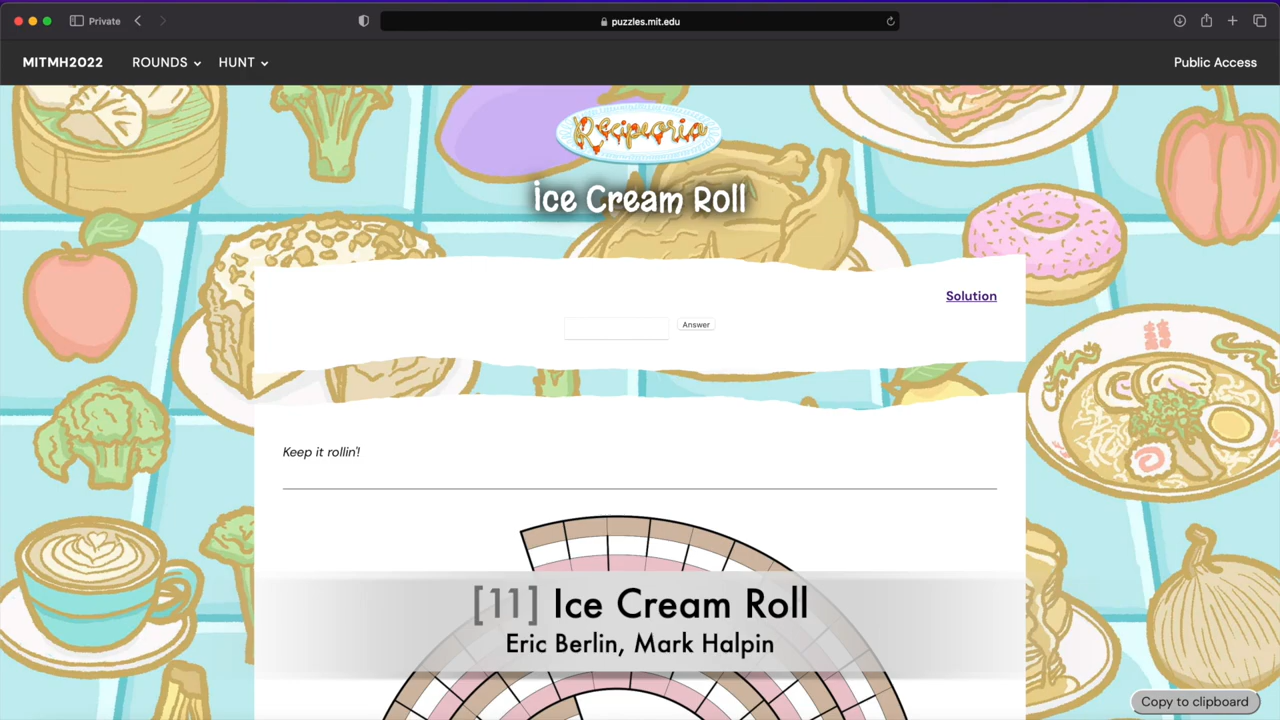 Private
puzzles.mit.edu
MITMH2022
ROUNDS
HUNT
Public Access
Recipeoria
Ice Cream Roll
Solution
Answer
Keep it rollin'!
[11] Ice Cream Roll
Eric Berlin, Mark Halpin
Copy to clipboard